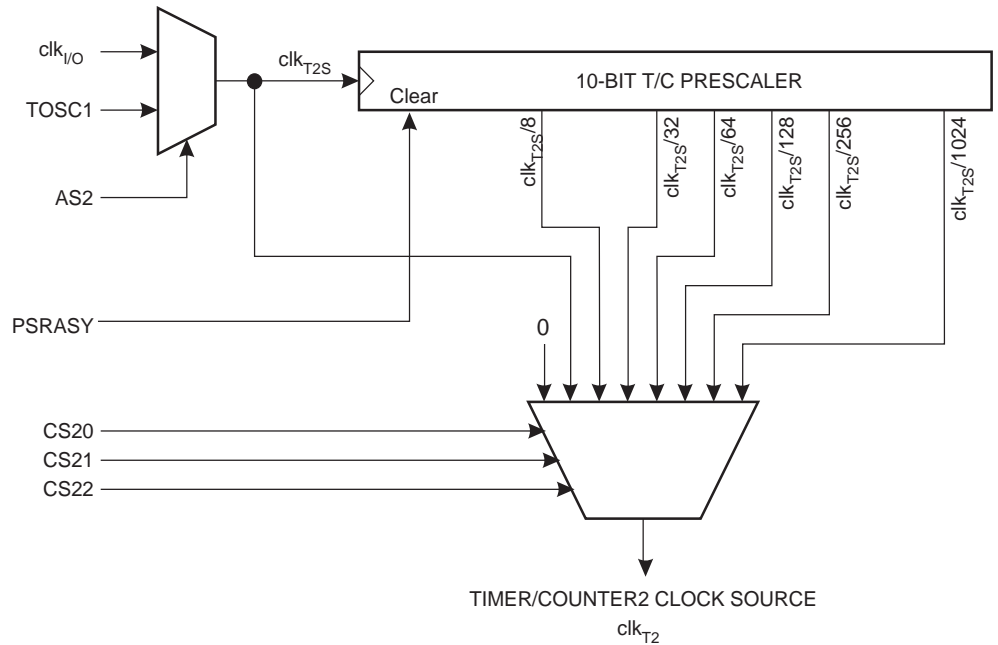 clkI/O
clkT2S
10-BIT T/C PRESCALER
TOSC1
Clear
clkT2S/8
clkT2S/32
clkT2S/64
clkT2S/128
clkT2S/256
clkT2S/1024
AS2
PSRASY
0
CS20
CS21
CS22
TIMER/COUNTER2 CLOCK SOURCE
clkT2